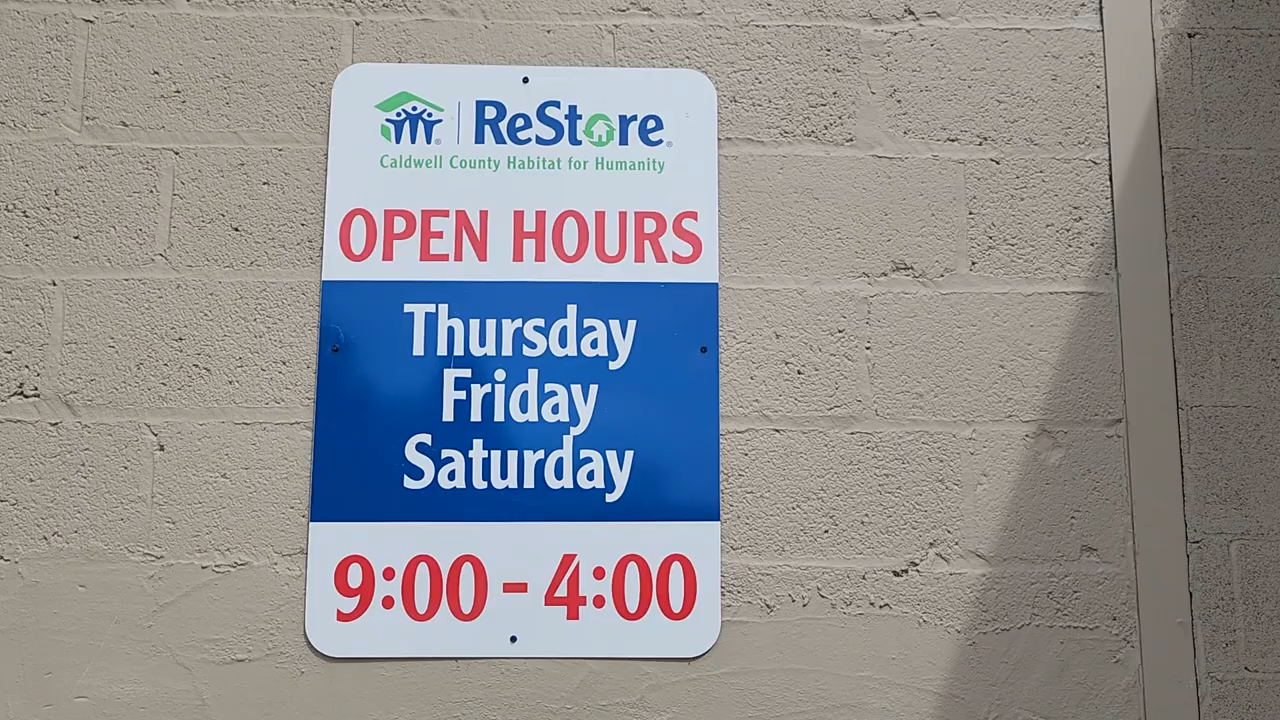 ReStore
Caldwell County Habitat for Humanity
OPEN HOURS
Thursday
Friday
Saturday
9:00 - 4:00